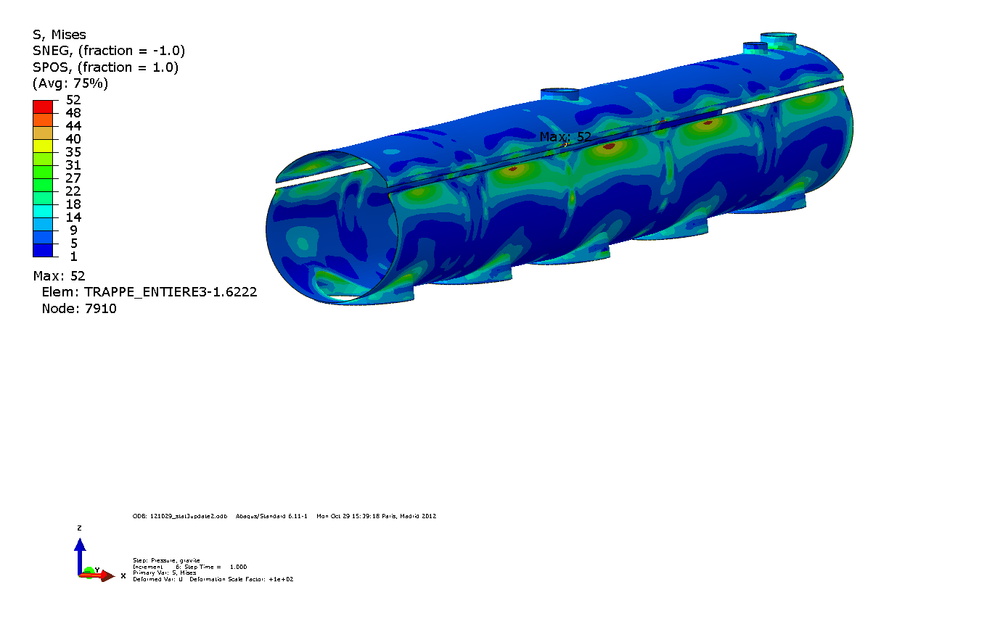 S, Mises
SNEG, (fraction = -1.0)
SPOS, (fraction = 1.0)
(Avg: 75%)
52
48
44
40
35
31
27
22
18
14
9
5
1
Max: 52
Elem: TRAPPE_ENTIERE3-1.6222
Node: 7910
Max: 52
ODB: 121029_stat3update2.odb Abaqus/Standard 6.11-1 Mon Oct 29 15:39:18 Paris, Madrid 2012
Z
Y
X
Step: Pressure, gravite
Increment 6: Step Time = 1.000
Primary Var: S, Mises
Deformed Var: U Deformation Scale Factor: +1e+02